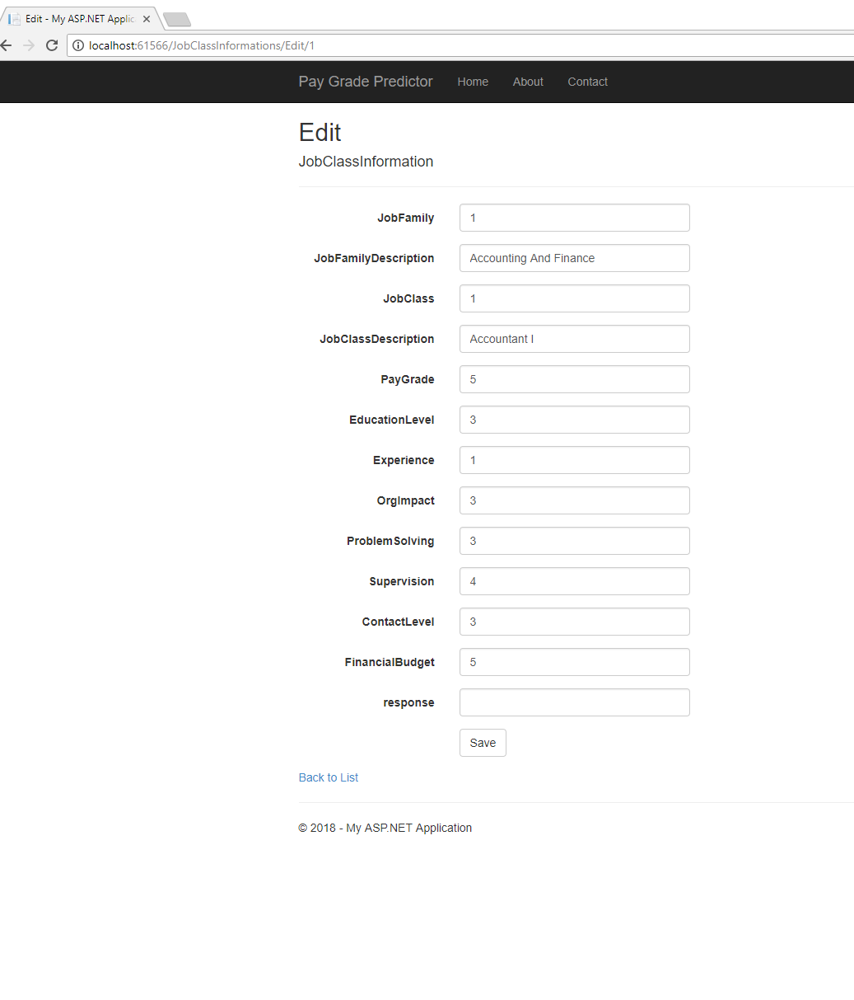 Edit - My ASP.NET Applic
localhost:61566/JobClassInformations/Edit/1
Pay Grade Predictor Home About Contact
Edit
JobClassInformation
JobFamily 1
JobFamilyDescription Accounting And Finance
JobClass 1
JobClassDescription Accountant I
PayGrade 5
EducationLevel 3
Experience 1
OrgImpact 3
ProblemSolving 3
Supervision 4
ContactLevel 3
FinancialBudget 5
response
Save
Back to List
© 2018 - My ASP.NET Application